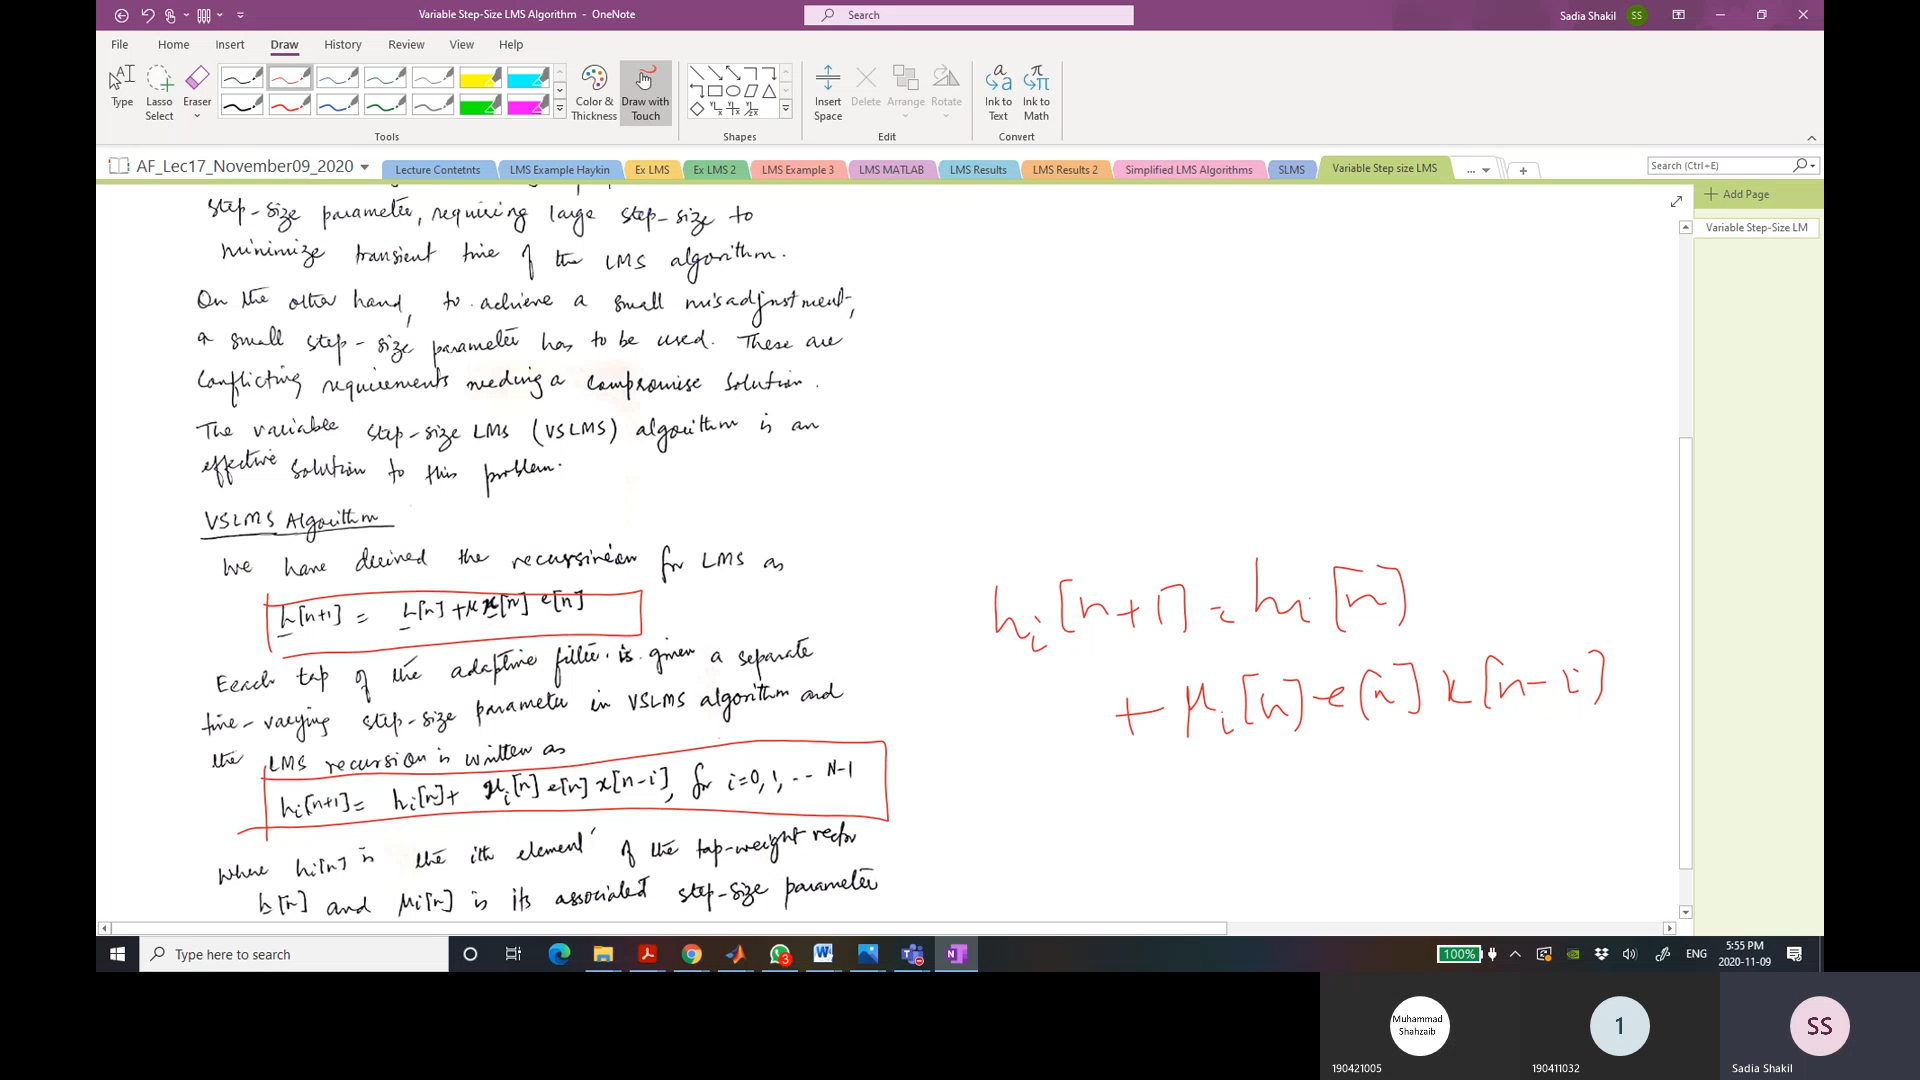 Variable Step-Size LMS Algorithm - OneNote
Search
Sadia Shakil
SS
File Home Insert Draw History Review View Help
Type
Lasso Select
Eraser
Color & Thickness
Draw with Touch
Insert Space
Delete
Arrange
Rotate
Ink to Text
Ink to Math
Tools
Shapes
Edit
Convert
AF_Lec17_November09_2020
Lecture Contetnts
LMS Example Haykin
Ex LMS
Ex LMS 2
LMS Example 3
LMS MATLAB
LMS Results
LMS Results 2
Simplified LMS Algorithms
SLMS
Variable Step size LMS
...
Search (Ctrl+E)
Add Page
Variable Step-Size LM
step-size parameter, requiring large step-size to
minimize transient time of the LMS algorithm.
On the other hand, to achieve a small misadjustment,
a small step-size parameter has to be used. These are
conflicting requirements needing a compromise solution.
The variable step-size LMS (VSLMS) algorithm is an
effective solution to this problem.
VSLMS Algorithm
We have derived the recursion for LMS as
h[n+1] = h[n] + μ x[n] e[n]
Eeach tap of the adaptive filter is given a separate
time-varying step-size parameter in VSLMS algorithm and
the LMS recursion is written as
hi[n+1] = hi[n] + μi[n] e[n] x[n-i], for i=0, 1, -- N-1
where hi[n] is the ith element of the tap-weight vector
h[n] and μi[n] is its associated step-size parameter
hi[n+1] = hi[n]
+ μi[n] e[n] x[n-i]
Type here to search
3
100%
ENG
5:55 PM
2020-11-09
Muhammad Shahzaib
1
SS
190421005
190411032
Sadia Shakil